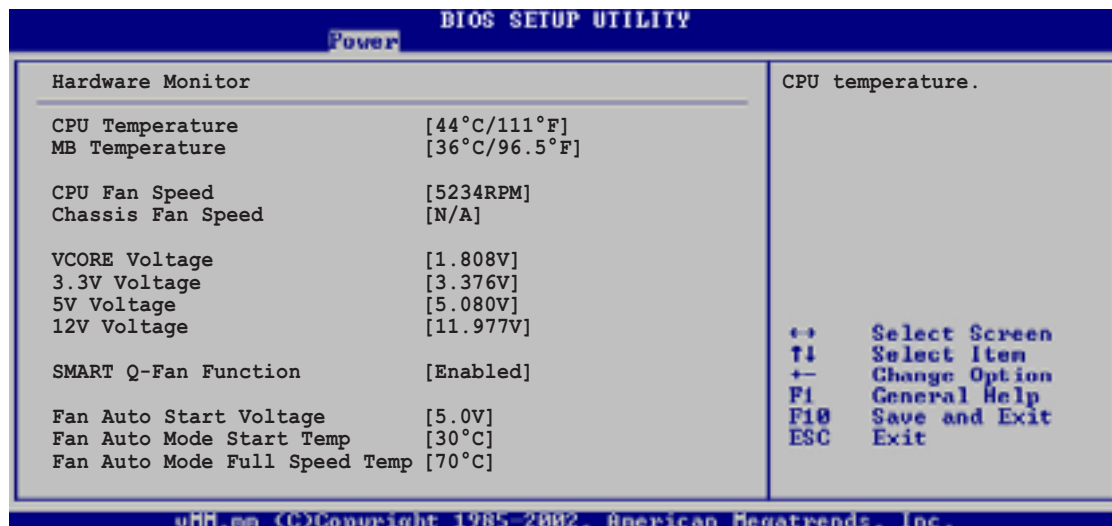 BIOS SETUP UTILITY
Power
Hardware Monitor
CPU Temperature [44°C/111°F]
MB Temperature [36°C/96.5°F]
CPU Fan Speed [5234RPM]
Chassis Fan Speed [N/A]
VCORE Voltage [1.808V]
3.3V Voltage [3.376V]
5V Voltage [5.080V]
12V Voltage [11.977V]
SMART Q-Fan Function [Enabled]
Fan Auto Start Voltage [5.0V]
Fan Auto Mode Start Temp [30°C]
Fan Auto Mode Full Speed Temp [70°C]
CPU temperature.
←→ Select Screen
↑↓ Select Item
+- Change Option
F1 General Help
F10 Save and Exit
ESC Exit
vMM.mm (C)Copyright 1985-2002, American Megatrends, Inc.